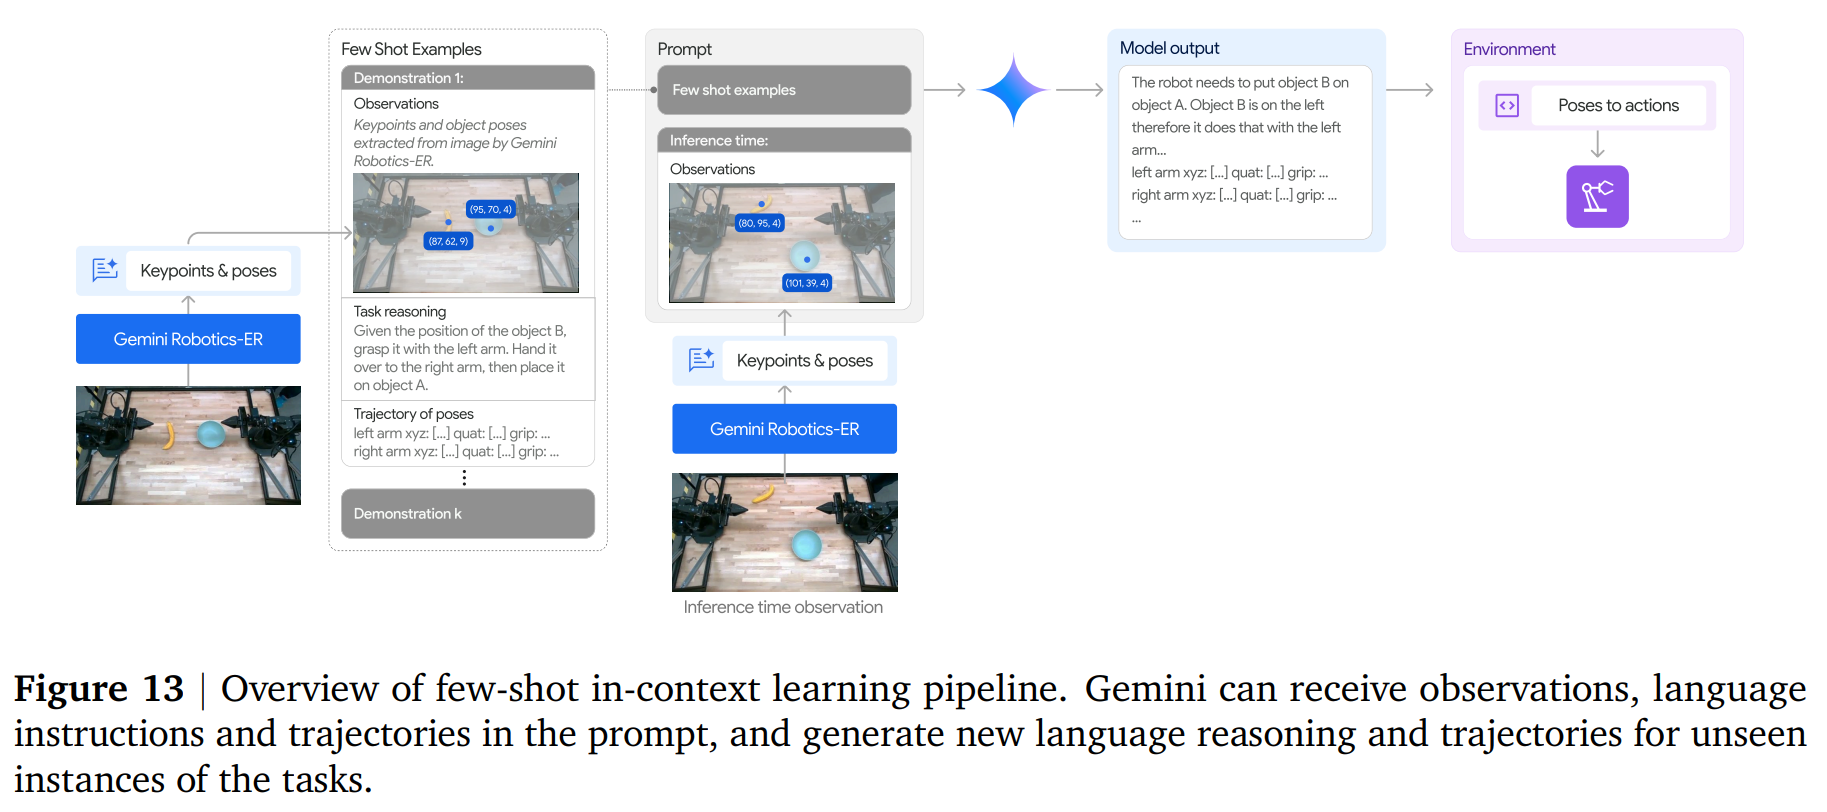 Keypoints & poses
Gemini Robotics-ER
Few Shot Examples
Demonstration 1:
Observations
Keypoints and object poses
extracted from image by Gemini
Robotics-ER.
(95, 70, 4)
(87, 62, 9)
Task reasoning
Given the position of the object B,
grasp it with the left arm. Hand it
over to the right arm, then place it
on object A.
Trajectory of poses
left arm xyz: [...] quat: [...] grip: ...
right arm xyz: [...] quat: [...] grip: ...
⋮
Demonstration k
Prompt
Few shot examples
Inference time:
Observations
(80, 95, 4)
(101, 39, 4)
Keypoints & poses
Gemini Robotics-ER
Inference time observation
Model output
The robot needs to put object B on
object A. Object B is on the left
therefore it does that with the left
arm...
left arm xyz: [...] quat: [...] grip: ...
right arm xyz: [...] quat: [...] grip: ...
...
Environment
Poses to actions
Figure 13 | Overview of few-shot in-context learning pipeline. Gemini can receive observations, language
instructions and trajectories in the prompt, and generate new language reasoning and trajectories for unseen
instances of the tasks.